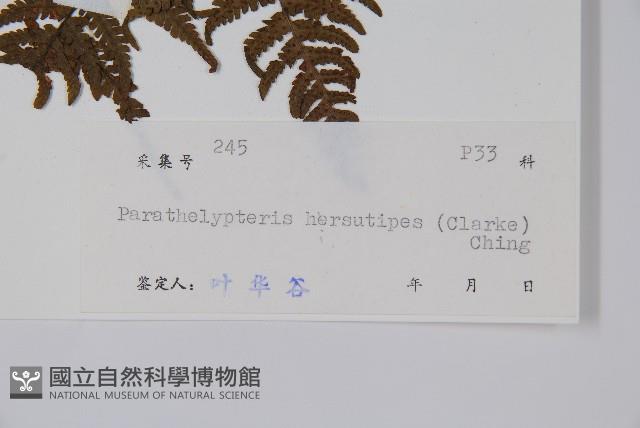 采集号 245 P33 科
Parathelypteris hersutipes (Clarke)
Ching
鉴定人: 叶华谷 年 月 日
國立自然科學博物館
NATIONAL MUSEUM OF NATURAL SCIENCE